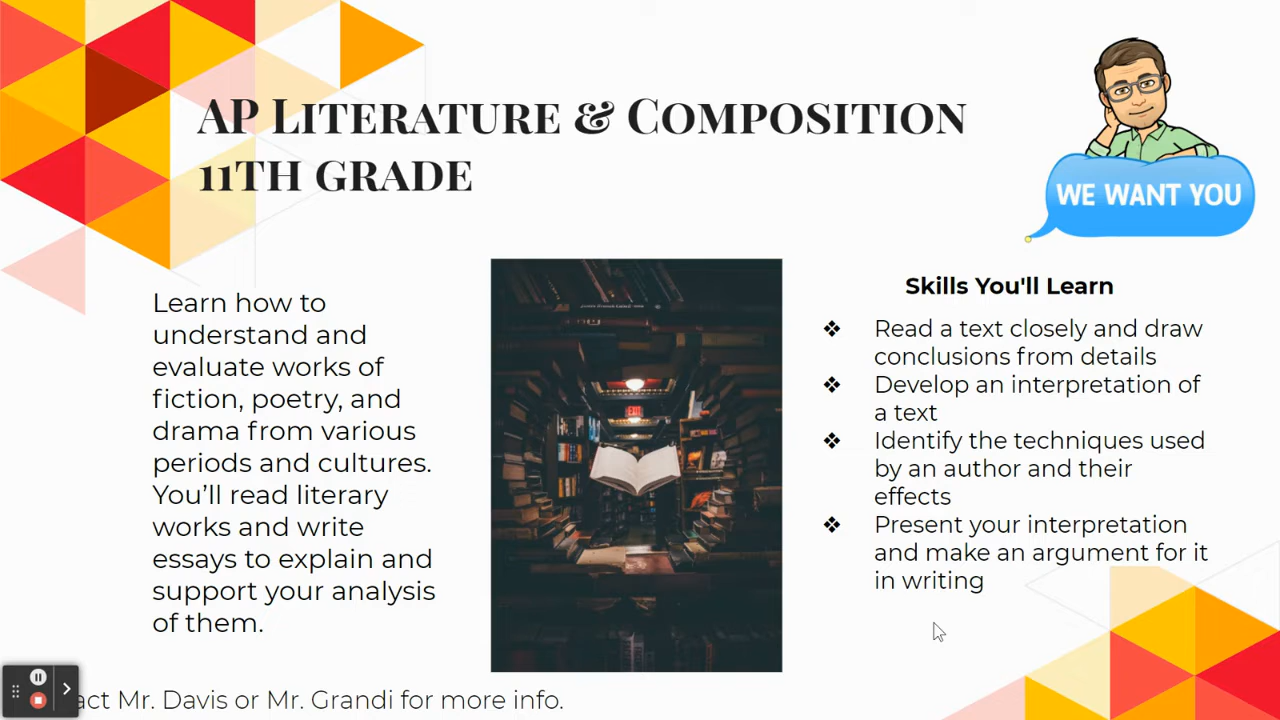 AP Literature & Composition
11th grade
WE WANT YOU
Learn how to
understand and
evaluate works of
fiction, poetry, and
drama from various
periods and cultures.
You’ll read literary
works and write
essays to explain and
support your analysis
of them.
EXIT
Skills You'll Learn
❖ Read a text closely and draw
conclusions from details
❖ Develop an interpretation of
a text
❖ Identify the techniques used
by an author and their
effects
❖ Present your interpretation
and make an argument for it
in writing
act Mr. Davis or Mr. Grandi for more info.